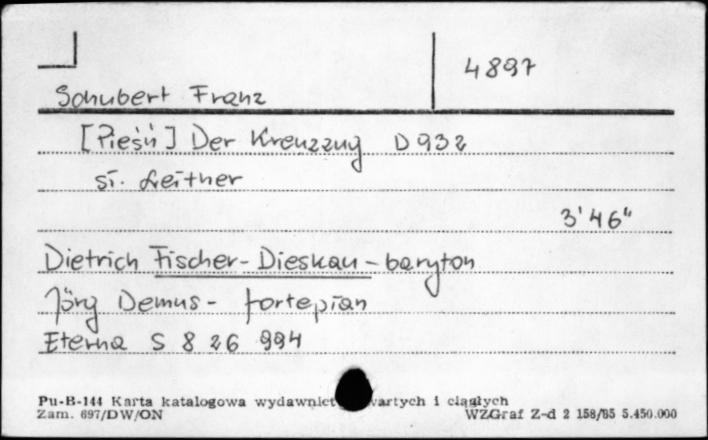 4897
Schubert Franz
[Pieśń] Der Kreuzzug D 932
sł. Leitner
3'46"
Dietrich Fischer-Dieskau - baryton
Jörg Demus - fortepian
Eterna S 8 26 994
Pu-B-144 Karta katalogowa wydawnict wartych i ciągłych
Zam. 697/DW/ON WZGraf Z-d 2 158/85 5.450.000